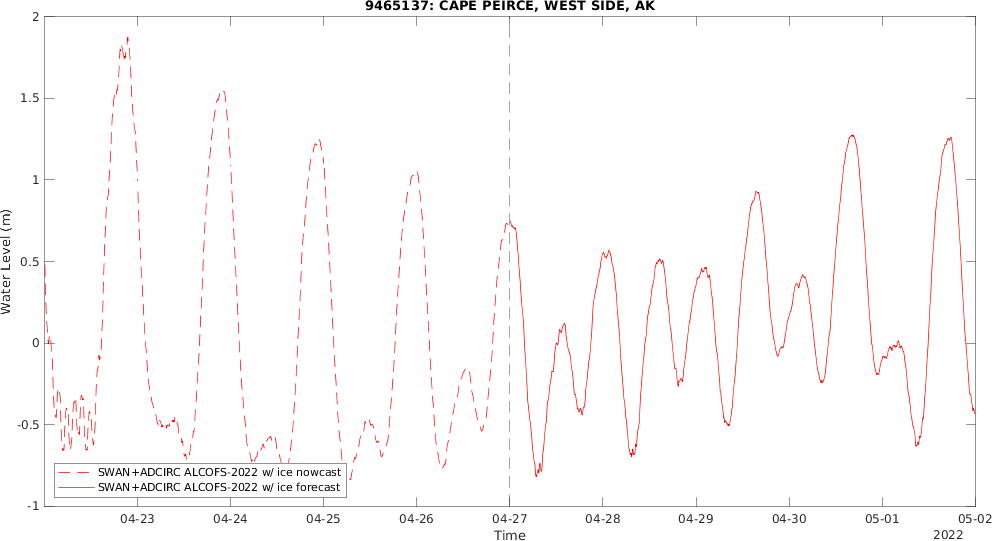 9465137: CAPE PEIRCE, WEST SIDE, AK
2
1.5
1
0.5
0
-0.5
-1
Water Level (m)
SWAN+ADCIRC ALCOFS-2022 w/ ice nowcast
SWAN+ADCIRC ALCOFS-2022 w/ ice forecast
04-23 04-24 04-25 04-26 04-27 04-28 04-29 04-30 05-01 05-02
Time
2022